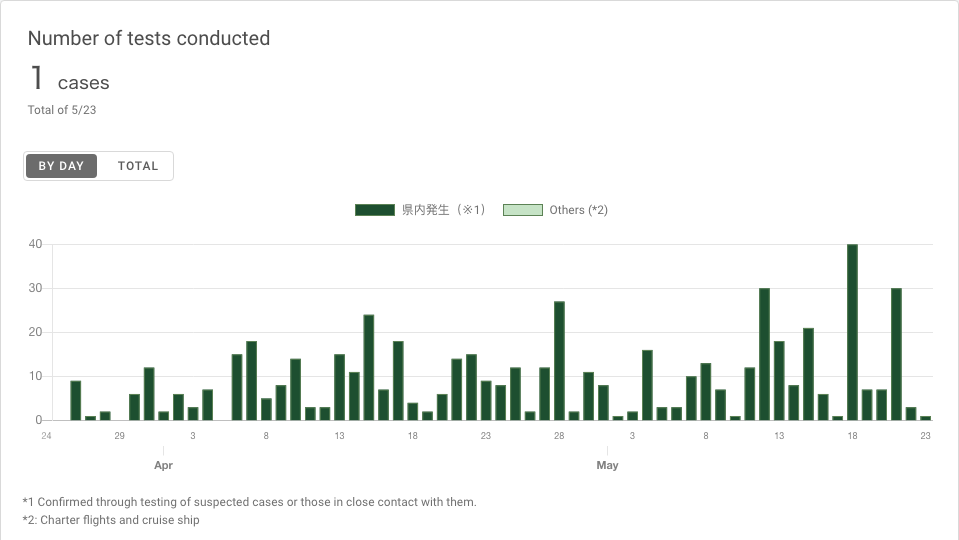 Number of tests conducted
1 cases
Total of 5/23
BY DAY TOTAL
県内発生（※1） Others (*2)
40
30
20
10
0
24 29 3 8 13 18 23 28 3 8 13 18 23
Apr May
*1 Confirmed through testing of suspected cases or those in close contact with them.
*2: Charter flights and cruise ship